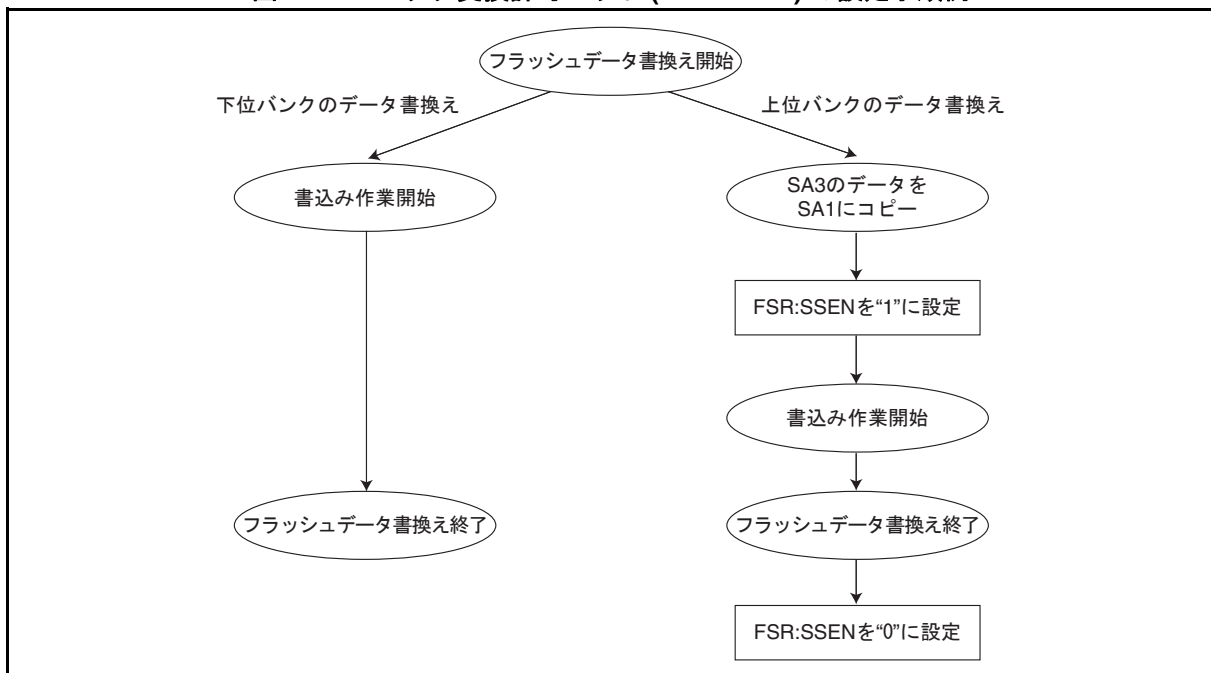 フラッシュデータ書換え開始
下位バンクのデータ書換え
上位バンクのデータ書換え
書込み作業開始
SA3のデータを
SA1にコピー
FSR:SSENを“1”に設定
書込み作業開始
フラッシュデータ書換え終了
フラッシュデータ書換え終了
FSR:SSENを“0”に設定